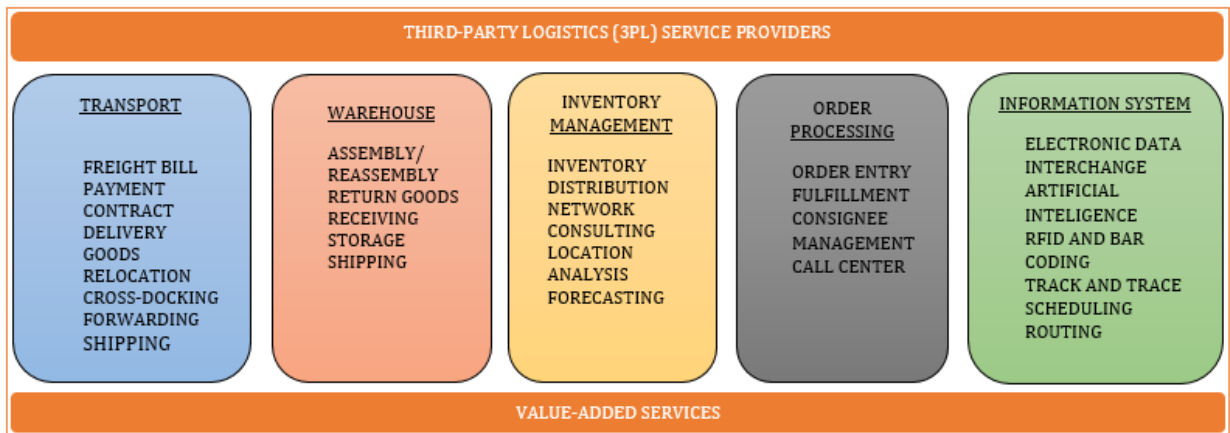 THIRD-PARTY LOGISTICS (3PL) SERVICE PROVIDERS
TRANSPORT
FREIGHT BILL
PAYMENT
CONTRACT
DELIVERY
GOODS
RELOCATION
CROSS-DOCKING
FORWARDING
SHIPPING
WAREHOUSE
ASSEMBLY/
REASSEMBLY
RETURN GOODS
RECEIVING
STORAGE
SHIPPING
INVENTORY
MANAGEMENT
INVENTORY
DISTRIBUTION
NETWORK
CONSULTING
LOCATION
ANALYSIS
FORECASTING
ORDER
PROCESSING
ORDER ENTRY
FULFILLMENT
CONSIGNEE
MANAGEMENT
CALL CENTER
INFORMATION SYSTEM
ELECTRONIC DATA
INTERCHANGE
ARTIFICIAL
INTELIGENCE
RFID AND BAR
CODING
TRACK AND TRACE
SCHEDULING
ROUTING
VALUE-ADDED SERVICES